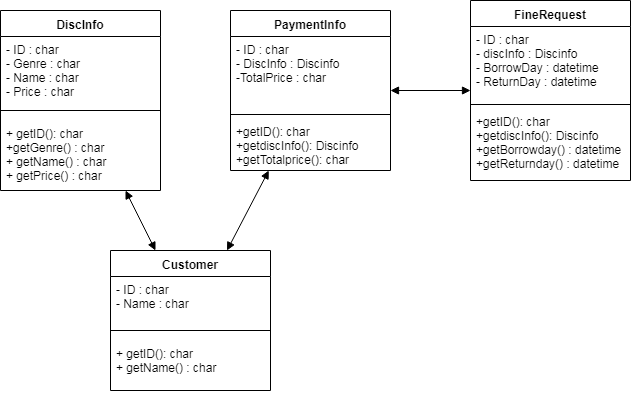 DiscInfo
- ID : char
- Genre : char
- Name : char
- Price : char
+ getID(): char
+getGenre() : char
+ getName() : char
+ getPrice() : char
PaymentInfo
- ID : char
- DiscInfo : Discinfo
-TotalPrice : char
+getID(): char
+getdiscInfo(): Discinfo
+getTotalprice(): char
FineRequest
- ID : char
- discInfo : Discinfo
- BorrowDay : datetime
- ReturnDay : datetime
+getID(): char
+getdiscInfo(): Discinfo
+getBorrowday() : datetime
+getReturnday() : datetime
Customer
- ID : char
- Name : char
+ getID(): char
+ getName() : char